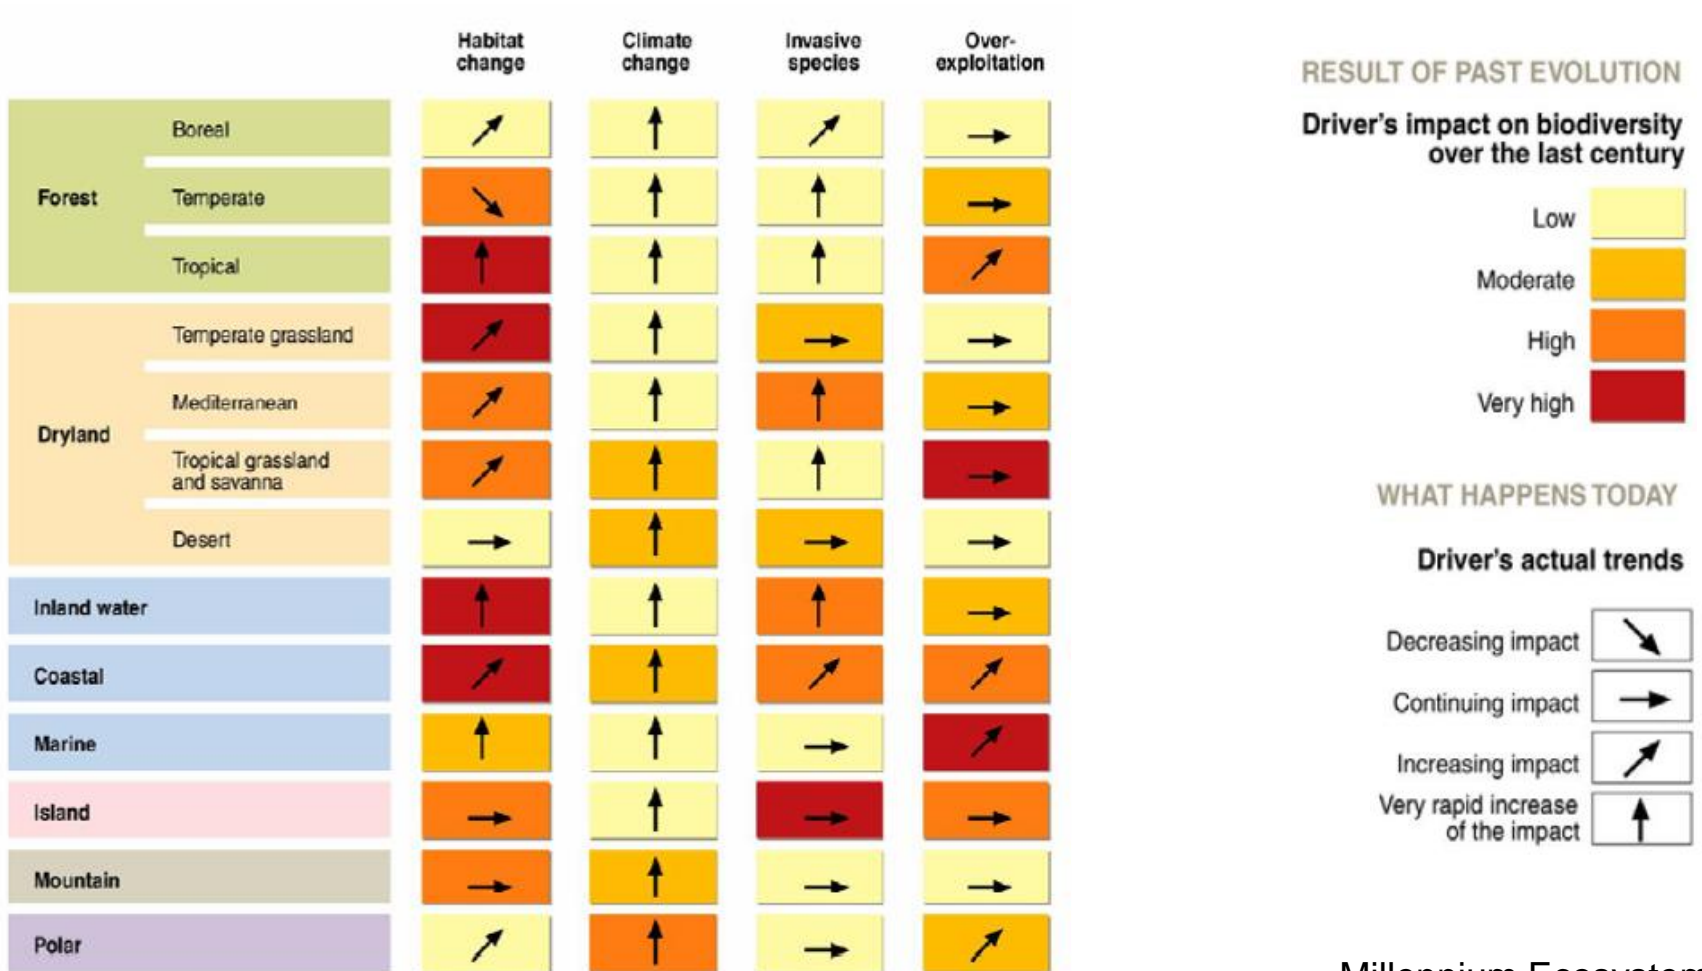 Habitat
change
Climate
change
Invasive
species
Over-
exploitation
Forest
Boreal
Temperate
Tropical
Dryland
Temperate grassland
Mediterranean
Tropical grassland
and savanna
Desert
Inland water
Coastal
Marine
Island
Mountain
Polar
RESULT OF PAST EVOLUTION
Driver's impact on biodiversity
over the last century
Low
Moderate
High
Very high
WHAT HAPPENS TODAY
Driver's actual trends
Decreasing impact
Continuing impact
Increasing impact
Very rapid increase
of the impact
Millennium Ecosystem